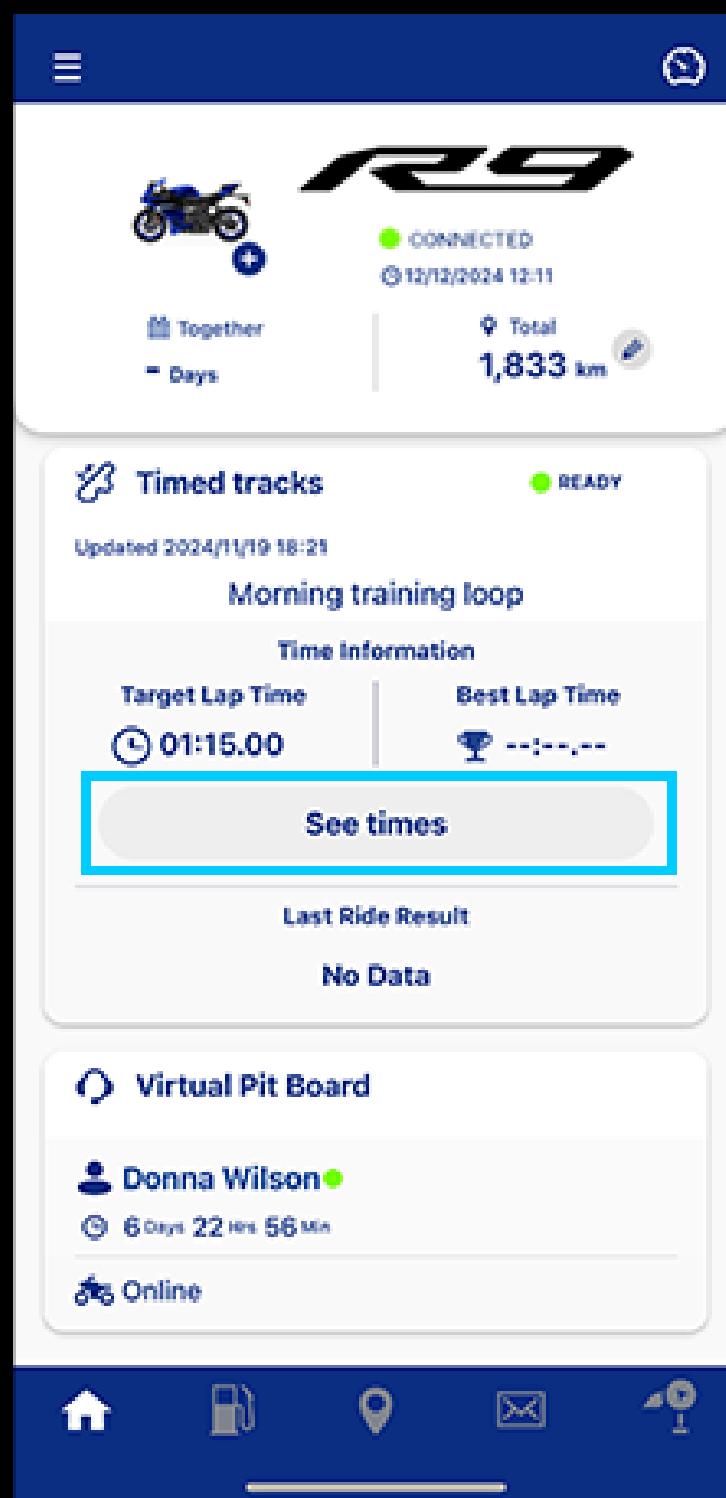 R9
CONNECTED
12/12/2024 12:11
Together
Total
- Days
1,833 km
Timed tracks
READY
Updated 2024/11/19 18:21
Morning training loop
Time Information
Target Lap Time
Best Lap Time
01:15.00
--:--.--
See times
Last Ride Result
No Data
Virtual Pit Board
Donna Wilson
6 Days 22 Hrs 56 Min
Online